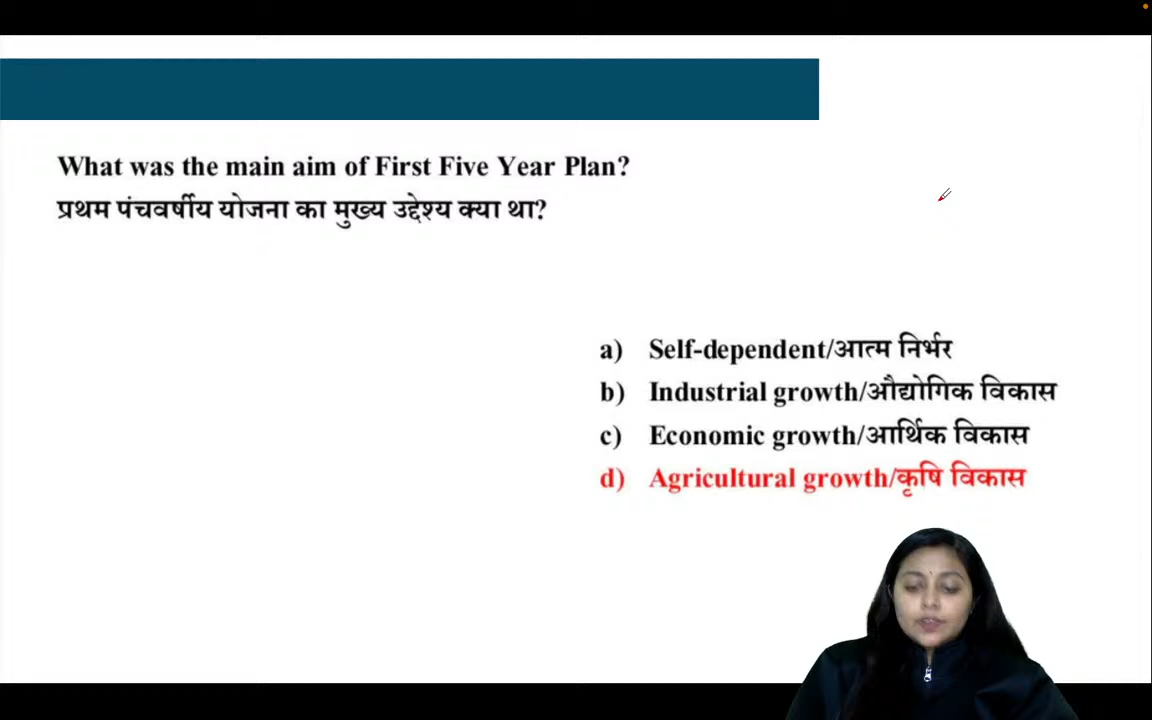 What was the main aim of First Five Year Plan?
प्रथम पंचवर्षीय योजना का मुख्य उद्देश्य क्या था?
a) Self-dependent/आत्म निर्भर
b) Industrial growth/औद्योगिक विकास
c) Economic growth/आर्थिक विकास
d) Agricultural growth/कृषि विकास